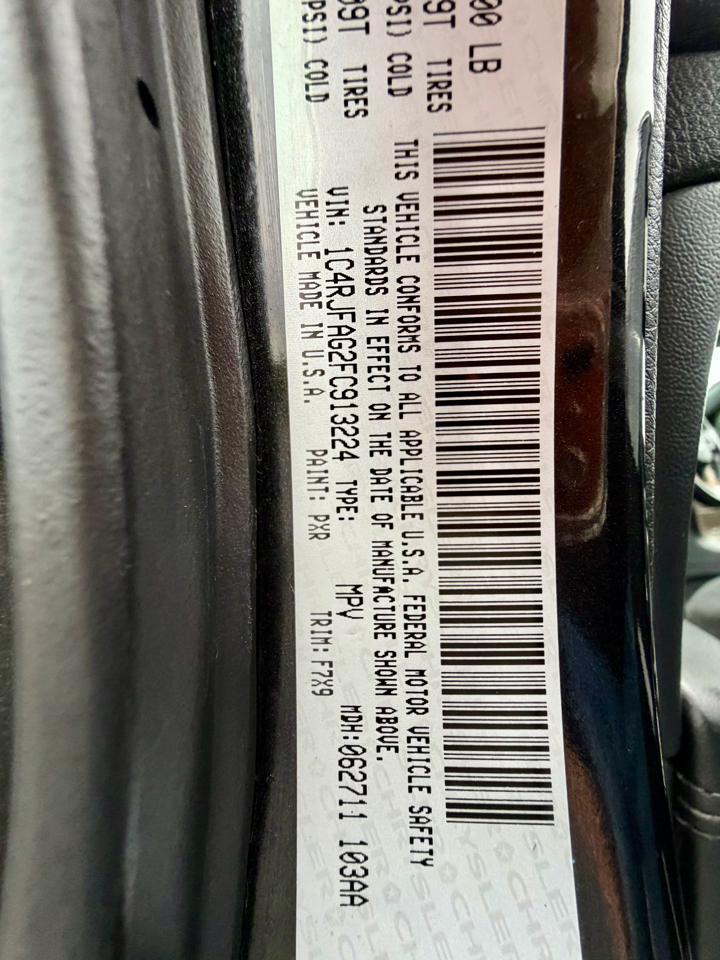 00 LB
09T TIRES
PSI) COLD
09T TIRES
PSI) COLD
THIS VEHICLE CONFORMS TO ALL APPLICABLE U.S.A. FEDERAL MOTOR VEHICLE SAFETY
STANDARDS IN EFFECT ON THE DATE OF MANUFACTURE SHOWN ABOVE.
VIN: 1C4RJFAG2FC913224 TYPE: MPV MDH:062711 103AA
VEHICLE MADE IN U.S.A. PAINT: PXR TRIM: F7X9